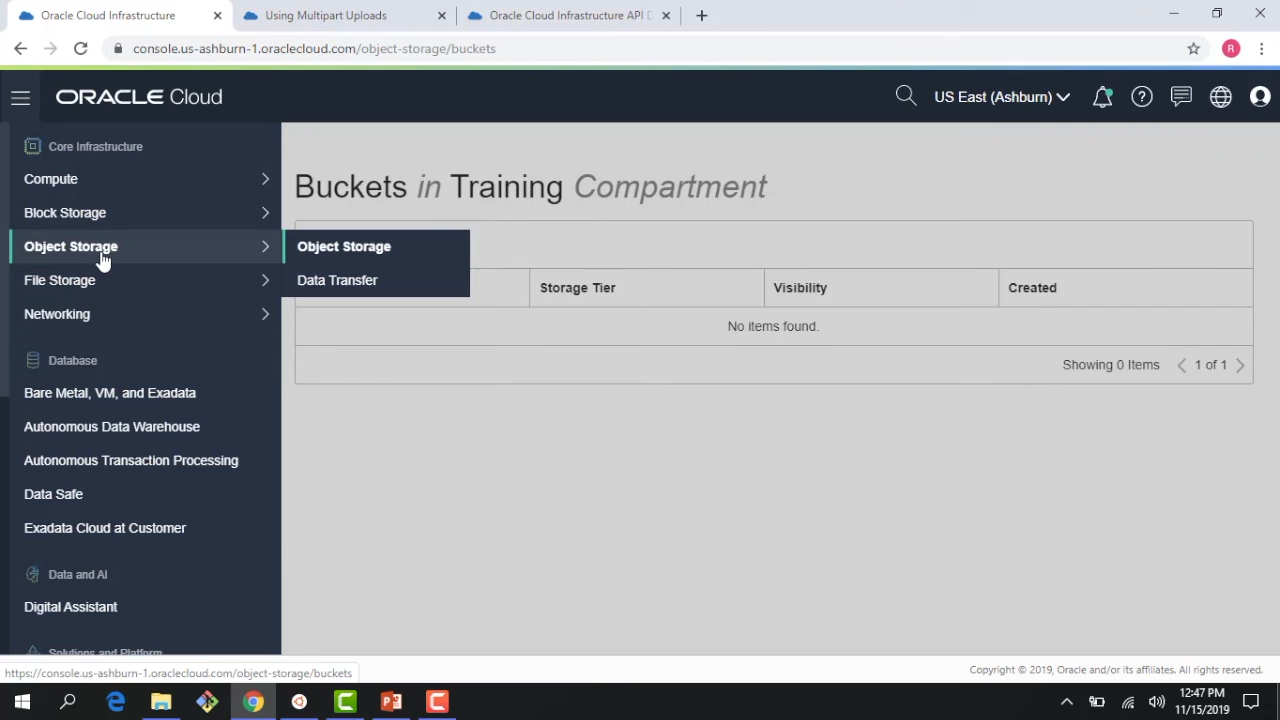 Oracle Cloud Infrastructure
Using Multipart Uploads
Oracle Cloud Infrastructure API D
console.us-ashburn-1.oraclecloud.com/object-storage/buckets
R
ORACLE Cloud
US East (Ashburn)
Core Infrastructure
Compute
Block Storage
Object Storage
File Storage
Networking
Database
Bare Metal, VM, and Exadata
Autonomous Data Warehouse
Autonomous Transaction Processing
Data Safe
Exadata Cloud at Customer
Data and AI
Digital Assistant
Solutions and Platform
Object Storage
Data Transfer
Buckets in Training Compartment
Storage Tier
Visibility
Created
No items found.
Showing 0 Items
1 of 1
https://console.us-ashburn-1.oraclecloud.com/object-storage/buckets
Copyright © 2019, Oracle and/or its affiliates. All rights reserved.
12:47 PM
11/15/2019